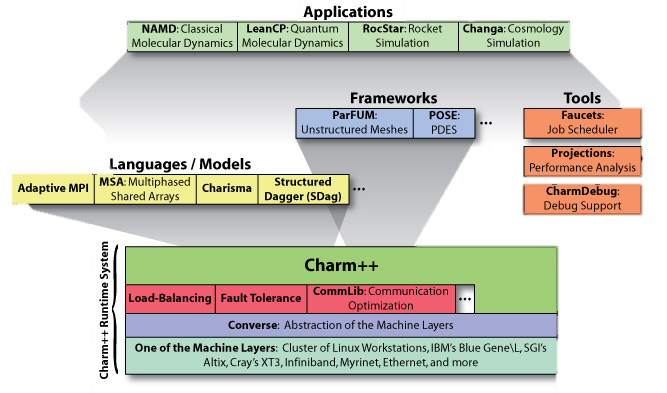 Applications
NAMD: Classical
Molecular Dynamics
LeanCP: Quantum
Molecular Dynamics
RocStar: Rocket
Simulation
Changa: Cosmology
Simulation
Frameworks
ParFUM:
Unstructured Meshes
POSE:
PDES
...
Tools
Faucets:
Job Scheduler
Projections:
Performance Analysis
CharmDebug:
Debug Support
Languages / Models
Adaptive MPI
MSA: Multiphased
Shared Arrays
Charisma
Structured
Dagger (SDag)
...
Charm++ Runtime System
Charm++
Load-Balancing
Fault Tolerance
CommLib: Communication
Optimization
...
Converse: Abstraction of the Machine Layers
One of the Machine Layers: Cluster of Linux Workstations, IBM's Blue Gene\L, SGI's
Altix, Cray's XT3, Infiniband, Myrinet, Ethernet, and more